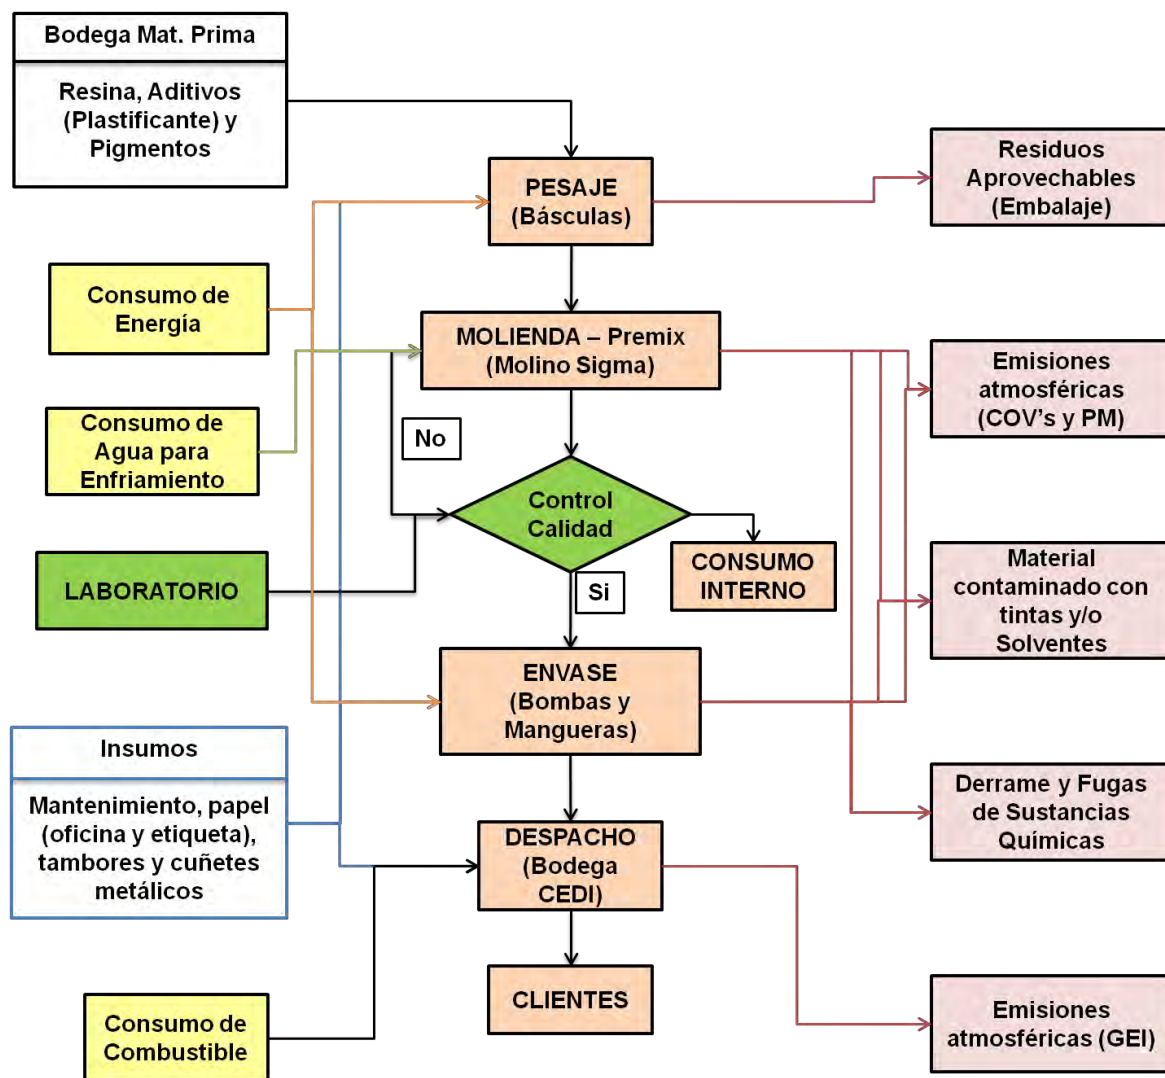 Bodega Mat. Prima
Resina, Aditivos
(Plastificante) y
Pigmentos
PESAJE
(Básculas)
Residuos
Aprovechables
(Embalaje)
Consumo de
Energía
MOLIENDA – Premix
(Molino Sigma)
Emisiones
atmosféricas
(COV's y PM)
Consumo de
Agua para
Enfriamiento
No
Control
Calidad
CONSUMO
INTERNO
Material
contaminado con
tintas y/o
Solventes
LABORATORIO
Si
ENVASE
(Bombas y
Mangueras)
Insumos
Mantenimiento, papel
(oficina y etiqueta),
tambores y cuñetes
metálicos
Derrame y Fugas
de Sustancias
Químicas
DESPACHO
(Bodega
CEDI)
CLIENTES
Consumo de
Combustible
Emisiones
atmosféricas (GEI)